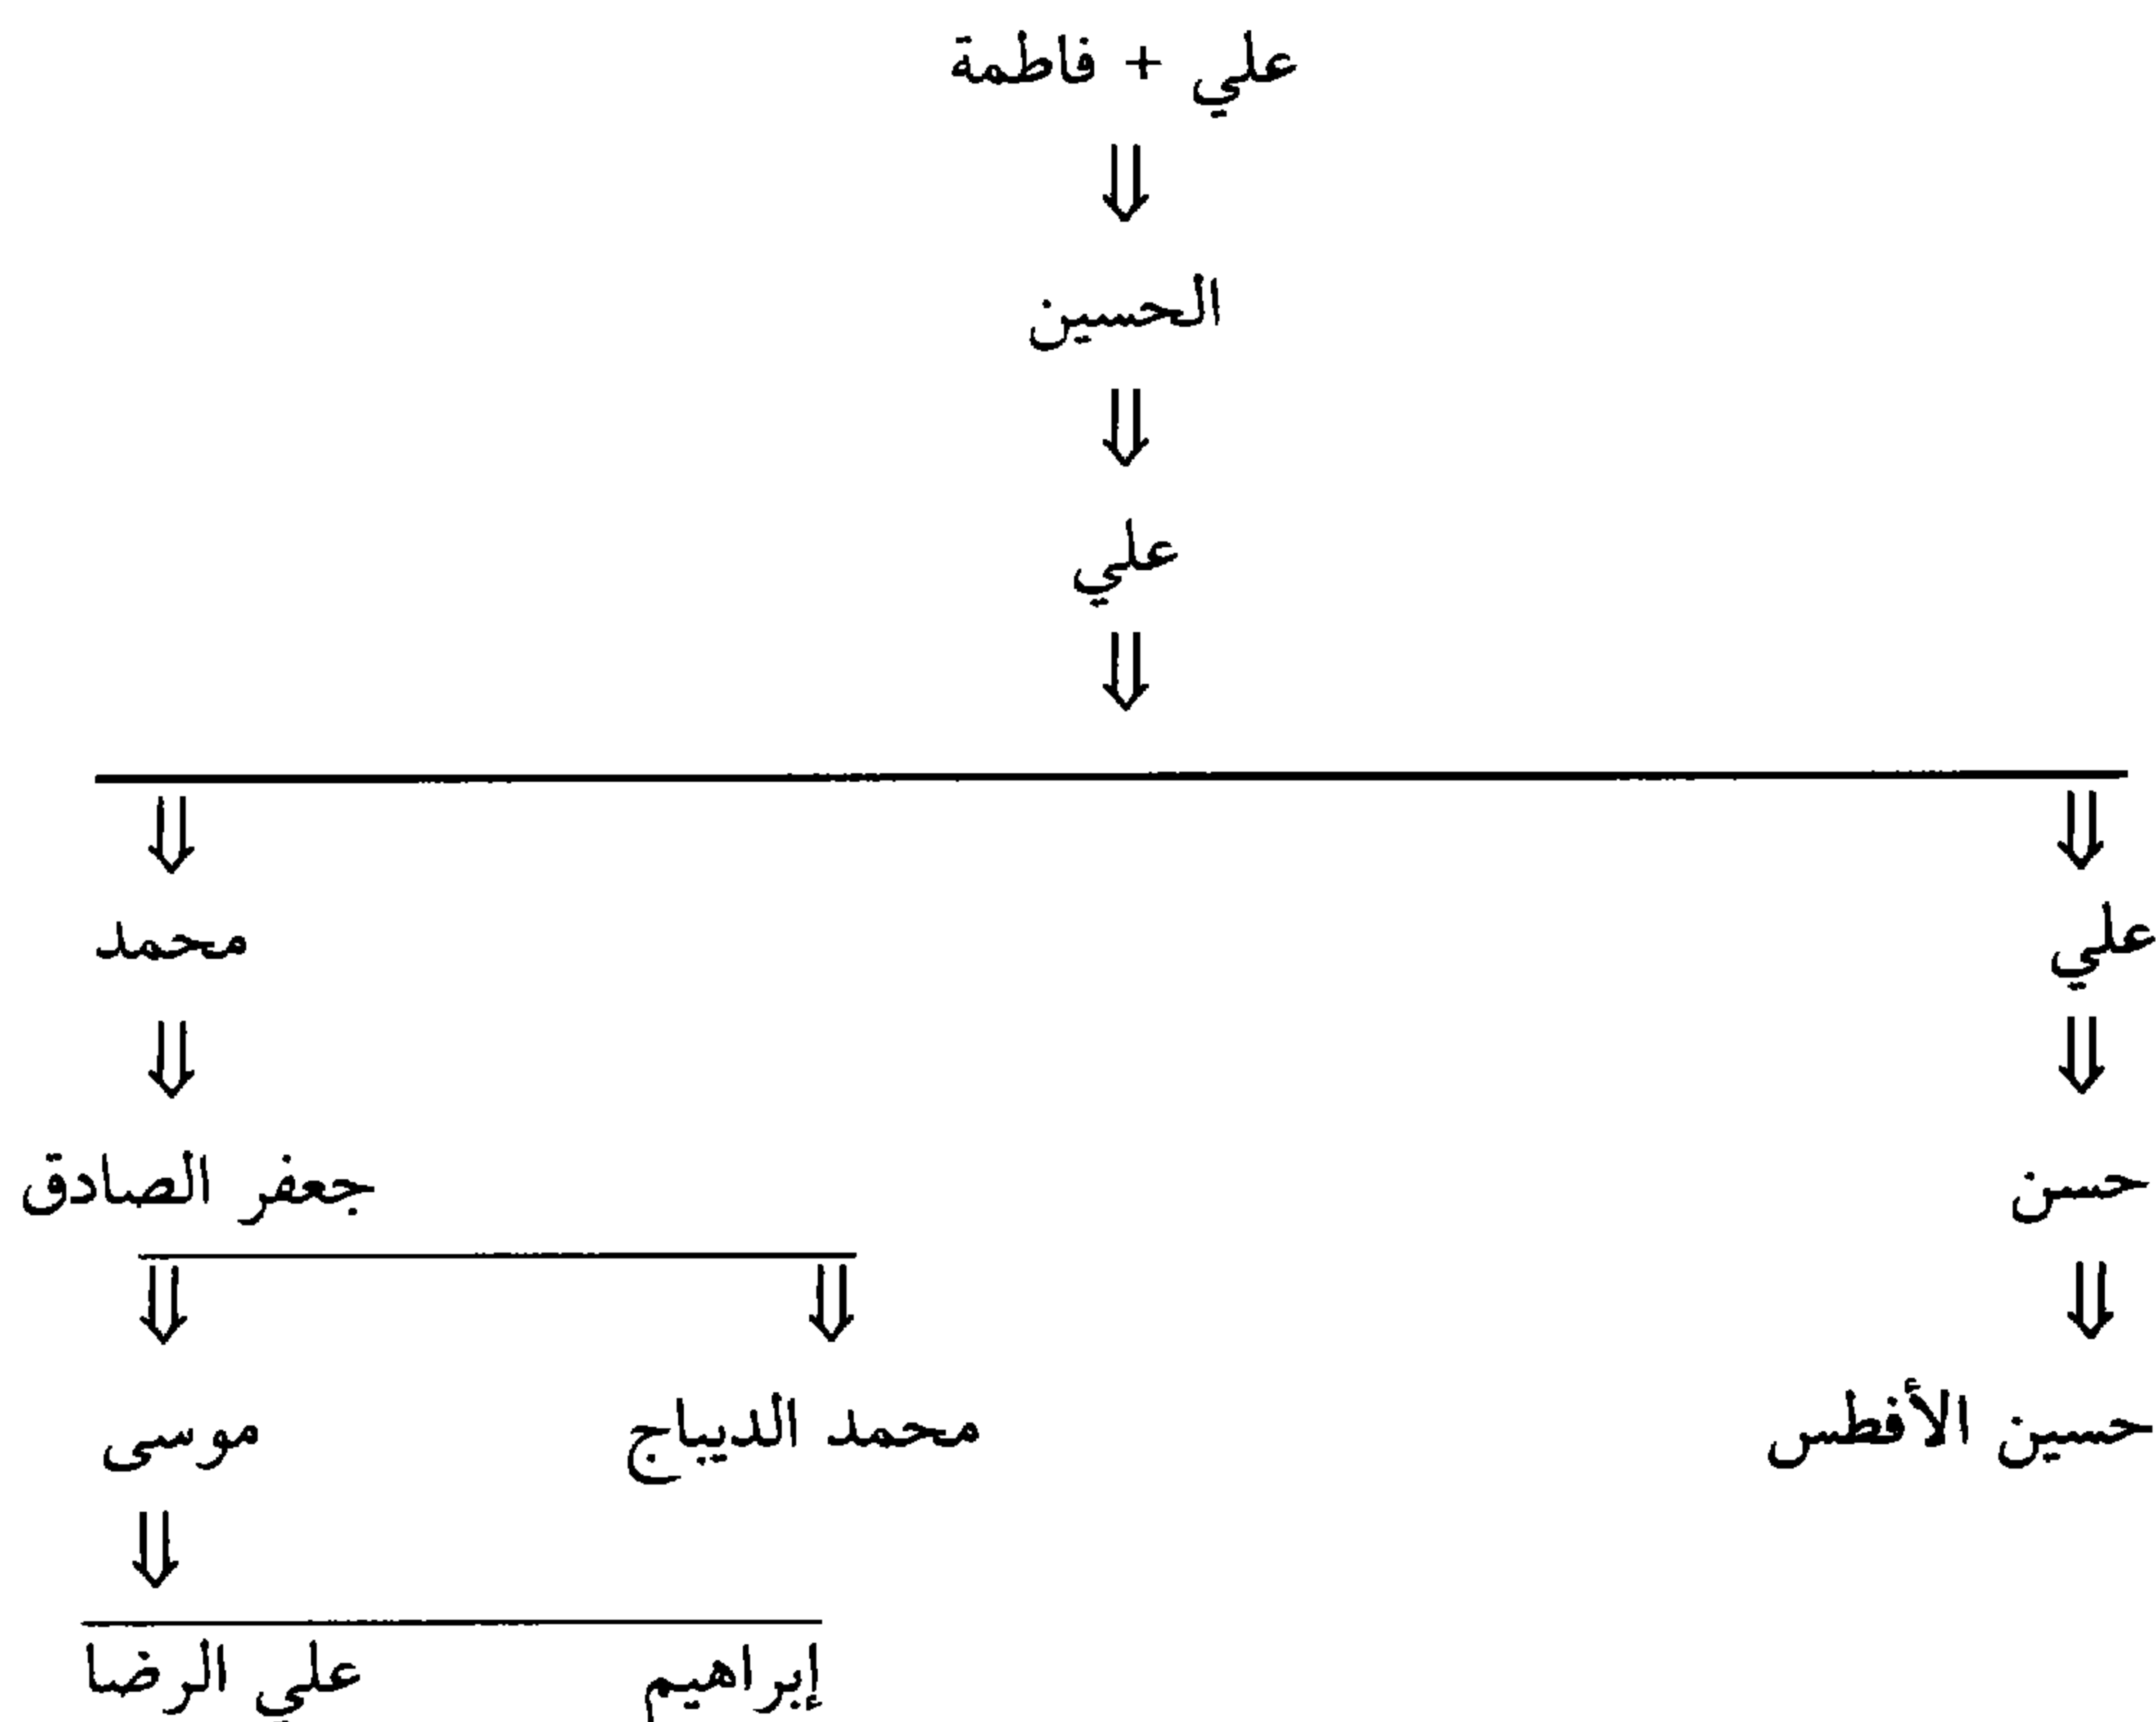 علي + فاطمة
الحسين
علي
علي
محمد
حسن
جعفر الصادق
حسين الأفطس
محمد الديباج
موسى
إبراهيم
علي الرضا